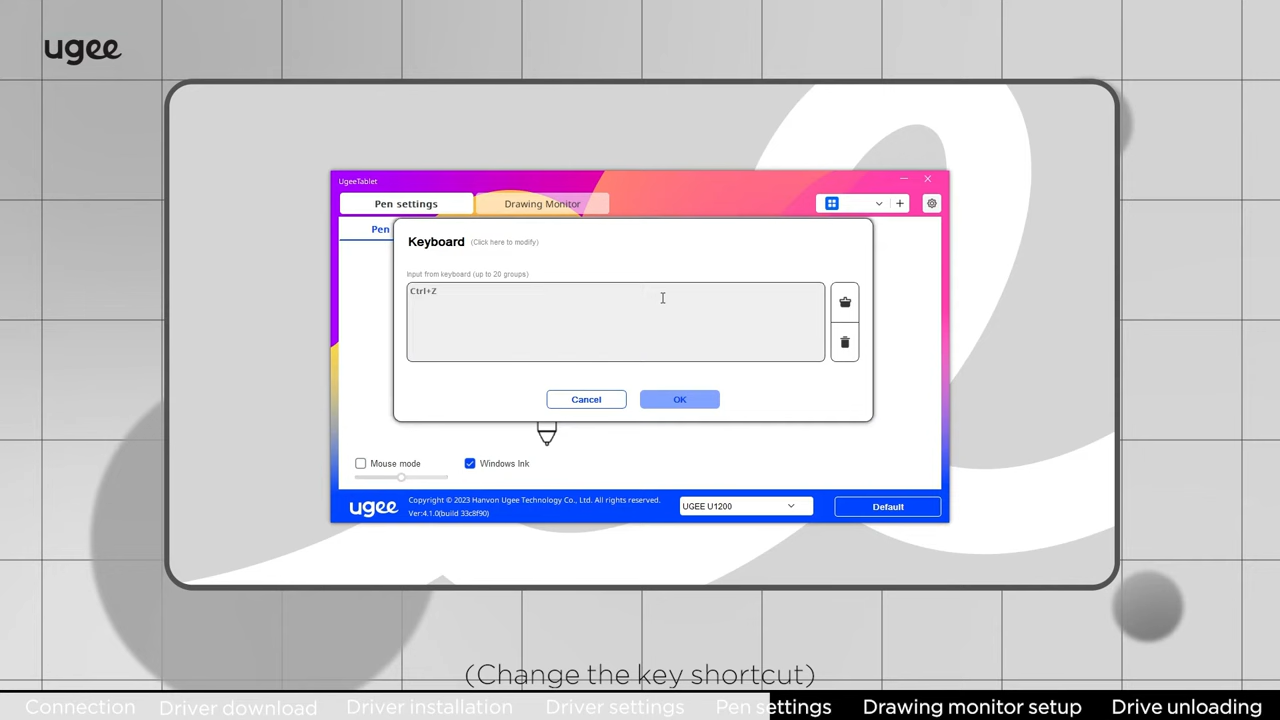 ugee
UgeeTablet
Pen settings
Drawing Monitor
Pen
Keyboard (Click here to modify)
Input from keyboard (up to 20 groups)
Ctrl+Z
Cancel
OK
Mouse mode
Windows Ink
ugee
Copyright © 2023 Hanvon Ugee Technology Co., Ltd. All rights reserved.
Ver:4.1.0(build 33c8f90)
UGEE U1200
Default
(Change the key shortcut)
Connection Driver download Driver installation Driver settings Pen settings Drawing monitor setup Drive unloading